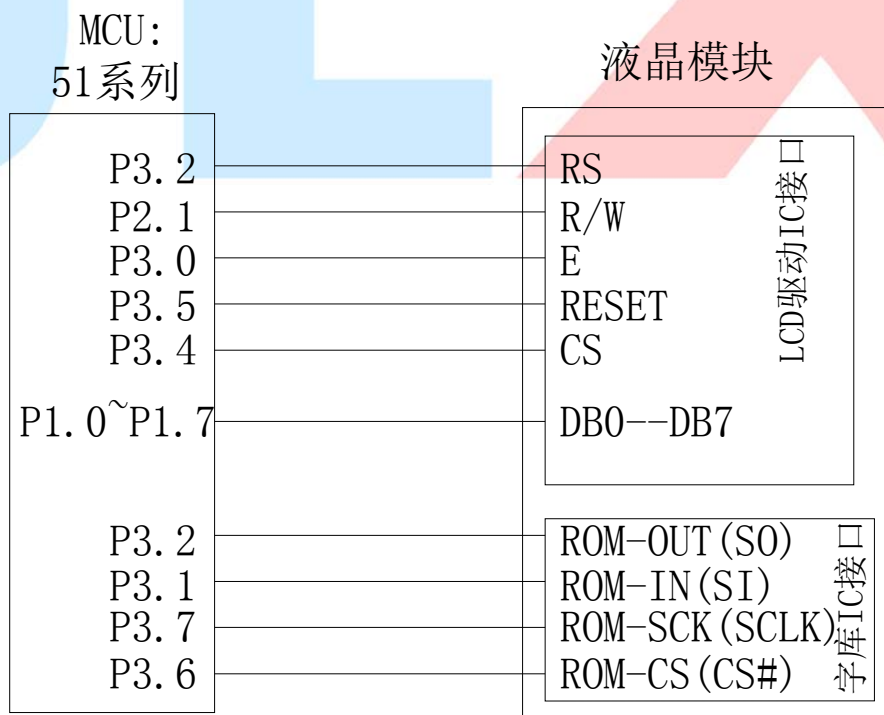 MCU:
51系列
液晶模块
P3.2 RS
P2.1 R/W
P3.0 E
P3.5 RESET
P3.4 CS
P1.0~P1.7 DB0--DB7
LCD驱动IC接口
P3.2 ROM-OUT(SO)
P3.1 ROM-IN(SI)
P3.7 ROM-SCK(SCLK)
P3.6 ROM-CS(CS#)
字库IC接口